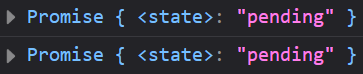 Promise { <state>: "pending" }
Promise { <state>: "pending" }